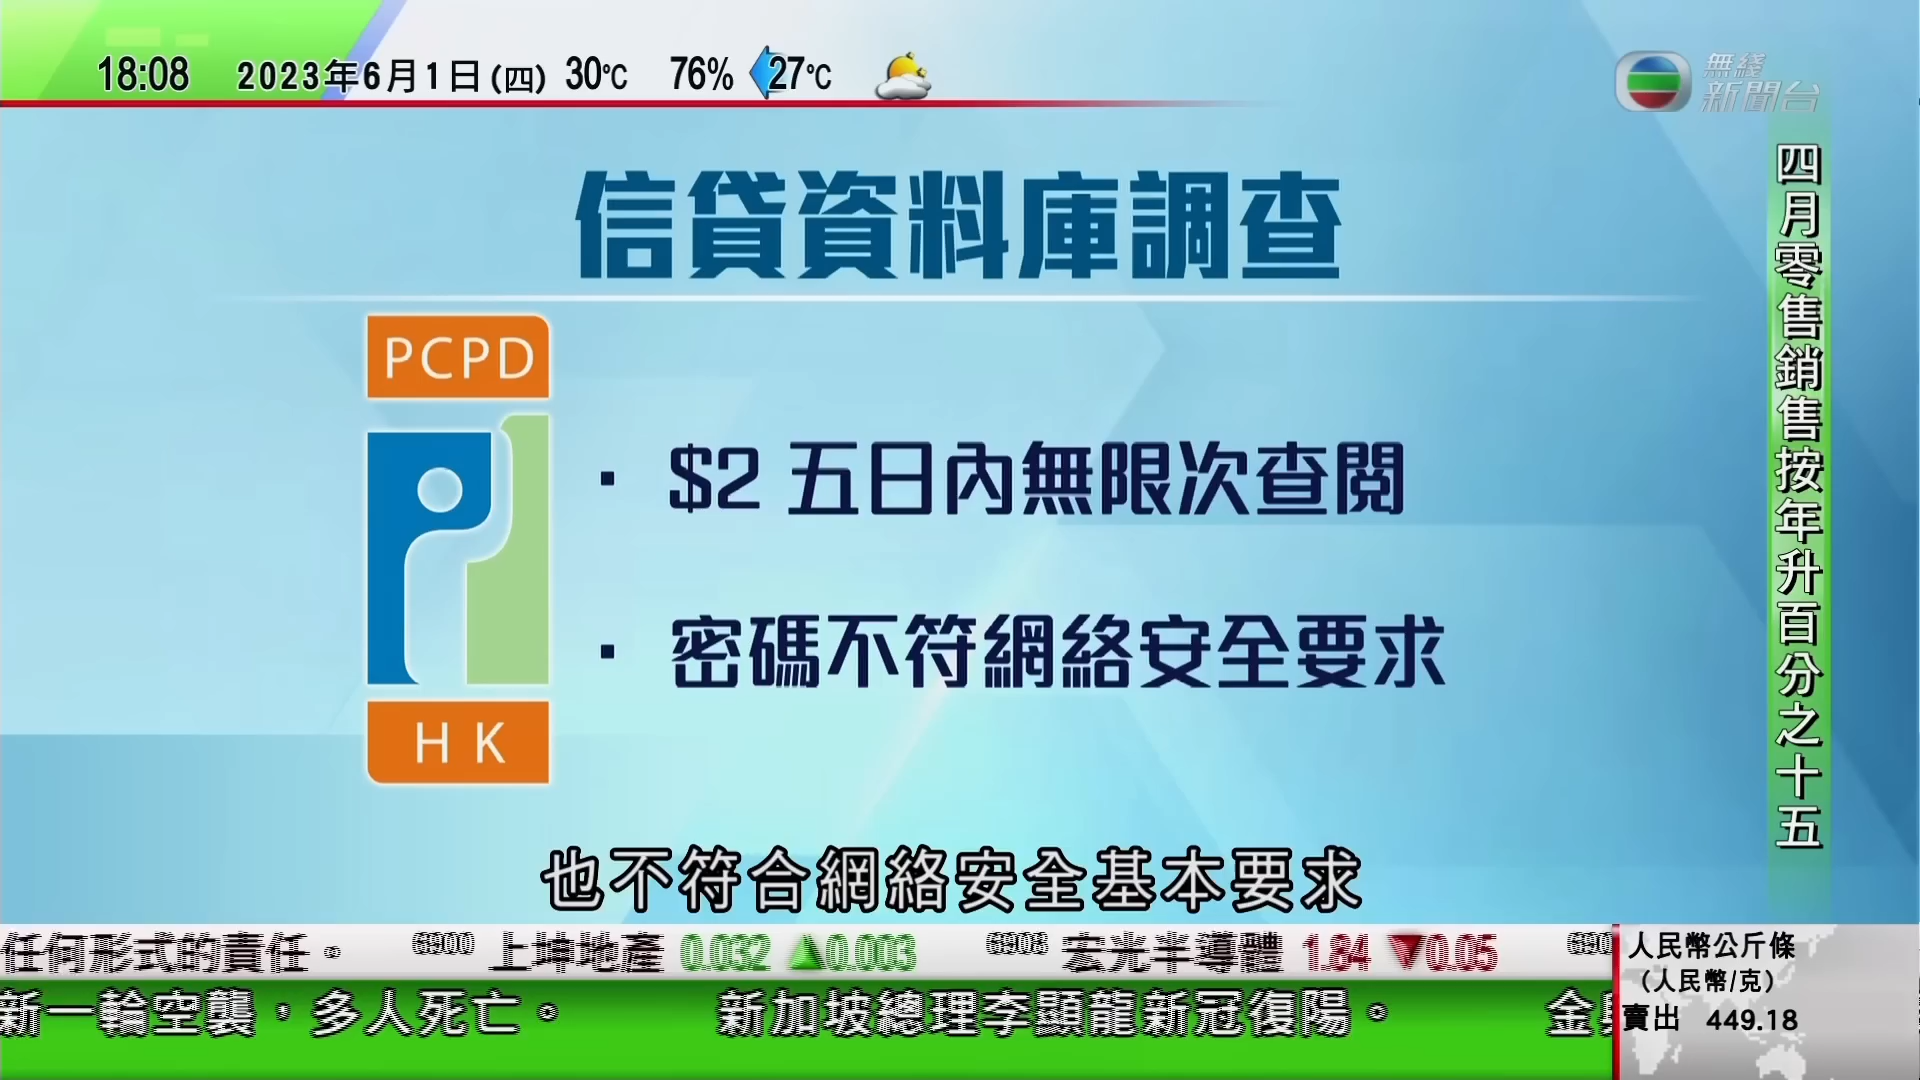 18:08 2023年6月1日(四) 30℃ 76% 27℃
無綫
新聞台
四月零售銷售按年升百分之十五
信貸資料庫調查
PCPD
HK
· $2 五日內無限次查閱
· 密碼不符網絡安全要求
也不符合網絡安全基本要求
任何形式的責任。 6900 上坤地產 0.032 ▲0.003 6908 宏光半導體 1.84 ▼0.05 690
新一輪空襲，多人死亡。 新加坡總理李顯龍新冠復陽。 金
人民幣公斤條
(人民幣/克)
賣出 449.18